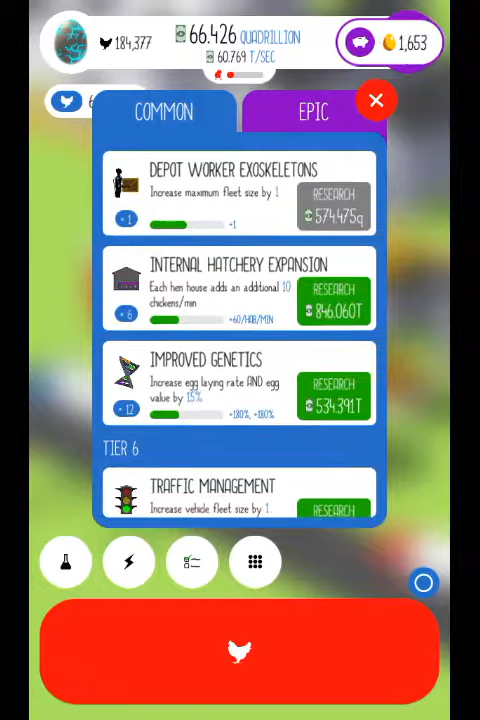 184,377
66.426 QUADRILLION
60.769 T/SEC
1,653
6
COMMON
EPIC
DEPOT WORKER EXOSKELETONS
Increase maximum fleet size by 1
× 1
+1
RESEARCH
574.475q
INTERNAL HATCHERY EXPANSION
Each hen house adds an additional 10
chickens/min
× 6
+60/HAB/MIN
RESEARCH
846.060T
IMPROVED GENETICS
Increase egg laying rate AND egg
value by 15%
× 12
+180%, +180%
RESEARCH
534.391T
TIER 6
TRAFFIC MANAGEMENT
Increase vehicle fleet size by 1.
RESEARCH